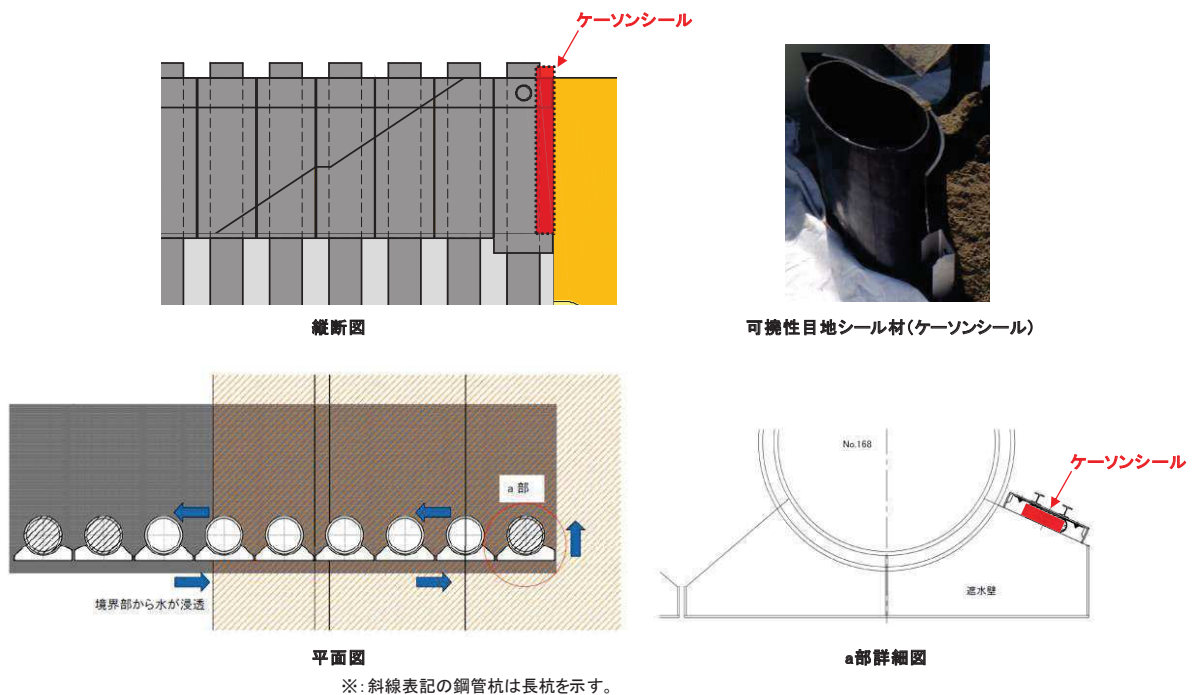 ケーソンシール
縦断図
可撓性目地シール材(ケーソンシール)
a 部
境界部から水が浸透
平面図
※:斜線表記の鋼管杭は長杭を示す。
No.168
ケーソンシール
遮水壁
a部詳細図